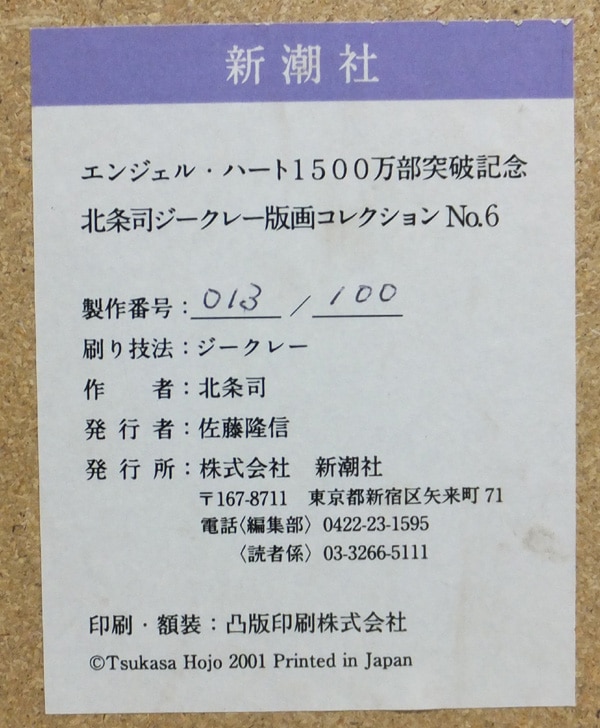 新潮社
エンジェル・ハート1500万部突破記念
北条司ジークレー版画コレクション No.6
製作番号：013／100
刷り技法：ジークレー
作　　者：北条司
発 行 者：佐藤隆信
発 行 所：株式会社　新潮社
〒167-8711　東京都新宿区矢来町71
電話〈編集部〉0422-23-1595
〈読者係〉03-3266-5111
印刷・額装：凸版印刷株式会社
©Tsukasa Hojo 2001 Printed in Japan